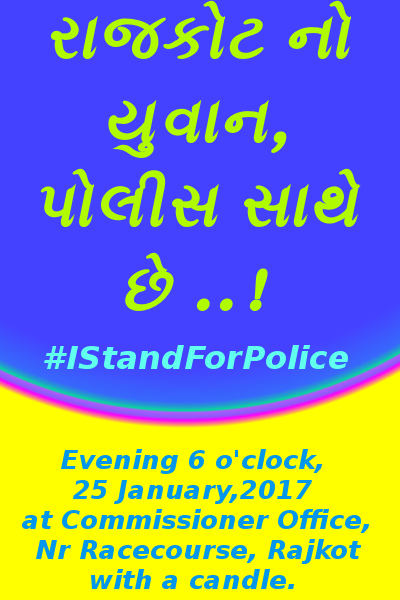 રાજકોટ નો
યુવાન,
પોલીસ સાથે
છે ..!
#IStandForPolice
Evening 6 o'clock,
25 January,2017
at Commissioner Office,
Nr Racecourse, Rajkot
with a candle.